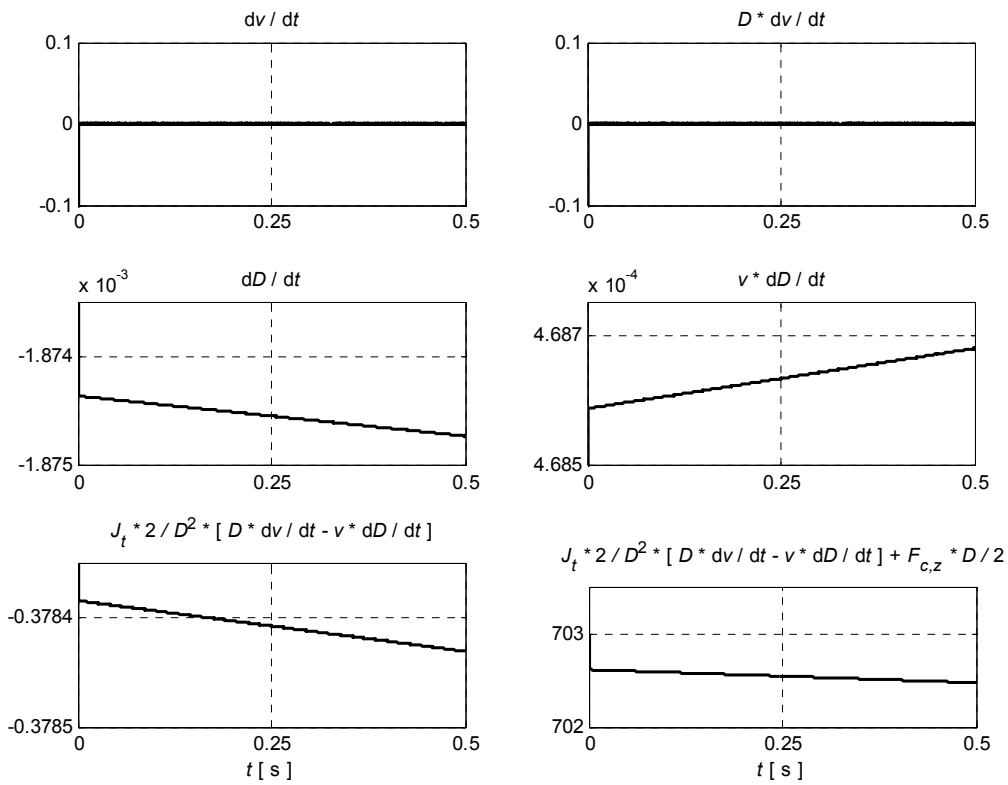 dv / dt
D * dv / dt
0.1
0
-0.1
0 0.25 0.5
0.1
0
-0.1
0 0.25 0.5
x 10^-3
dD / dt
-1.874
-1.875
0 0.25 0.5
x 10^-4
v * dD / dt
4.687
4.685
0 0.25 0.5
J_t * 2 / D^2 * [ D * dv / dt - v * dD / dt ]
-0.3784
-0.3785
0 0.25 0.5
t [ s ]
J_t * 2 / D^2 * [ D * dv / dt - v * dD / dt ] + F_c,z * D / 2
703
702
0 0.25 0.5
t [ s ]